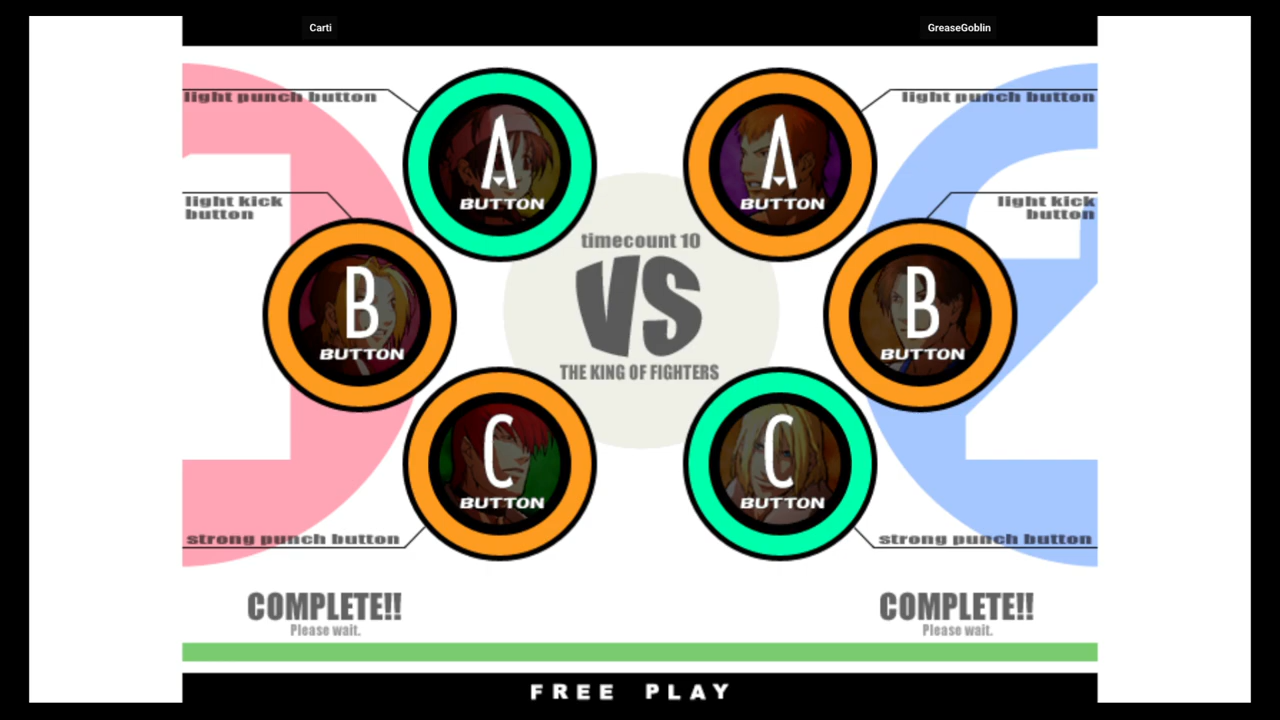 Carti
GreaseGoblin
light punch button
light punch button
A
BUTTON
A
BUTTON
light kick
button
light kick
button
timecount 10
VS
THE KING OF FIGHTERS
B
BUTTON
B
BUTTON
C
BUTTON
C
BUTTON
strong punch button
strong punch button
COMPLETE!!
Please wait.
COMPLETE!!
Please wait.
FREE PLAY